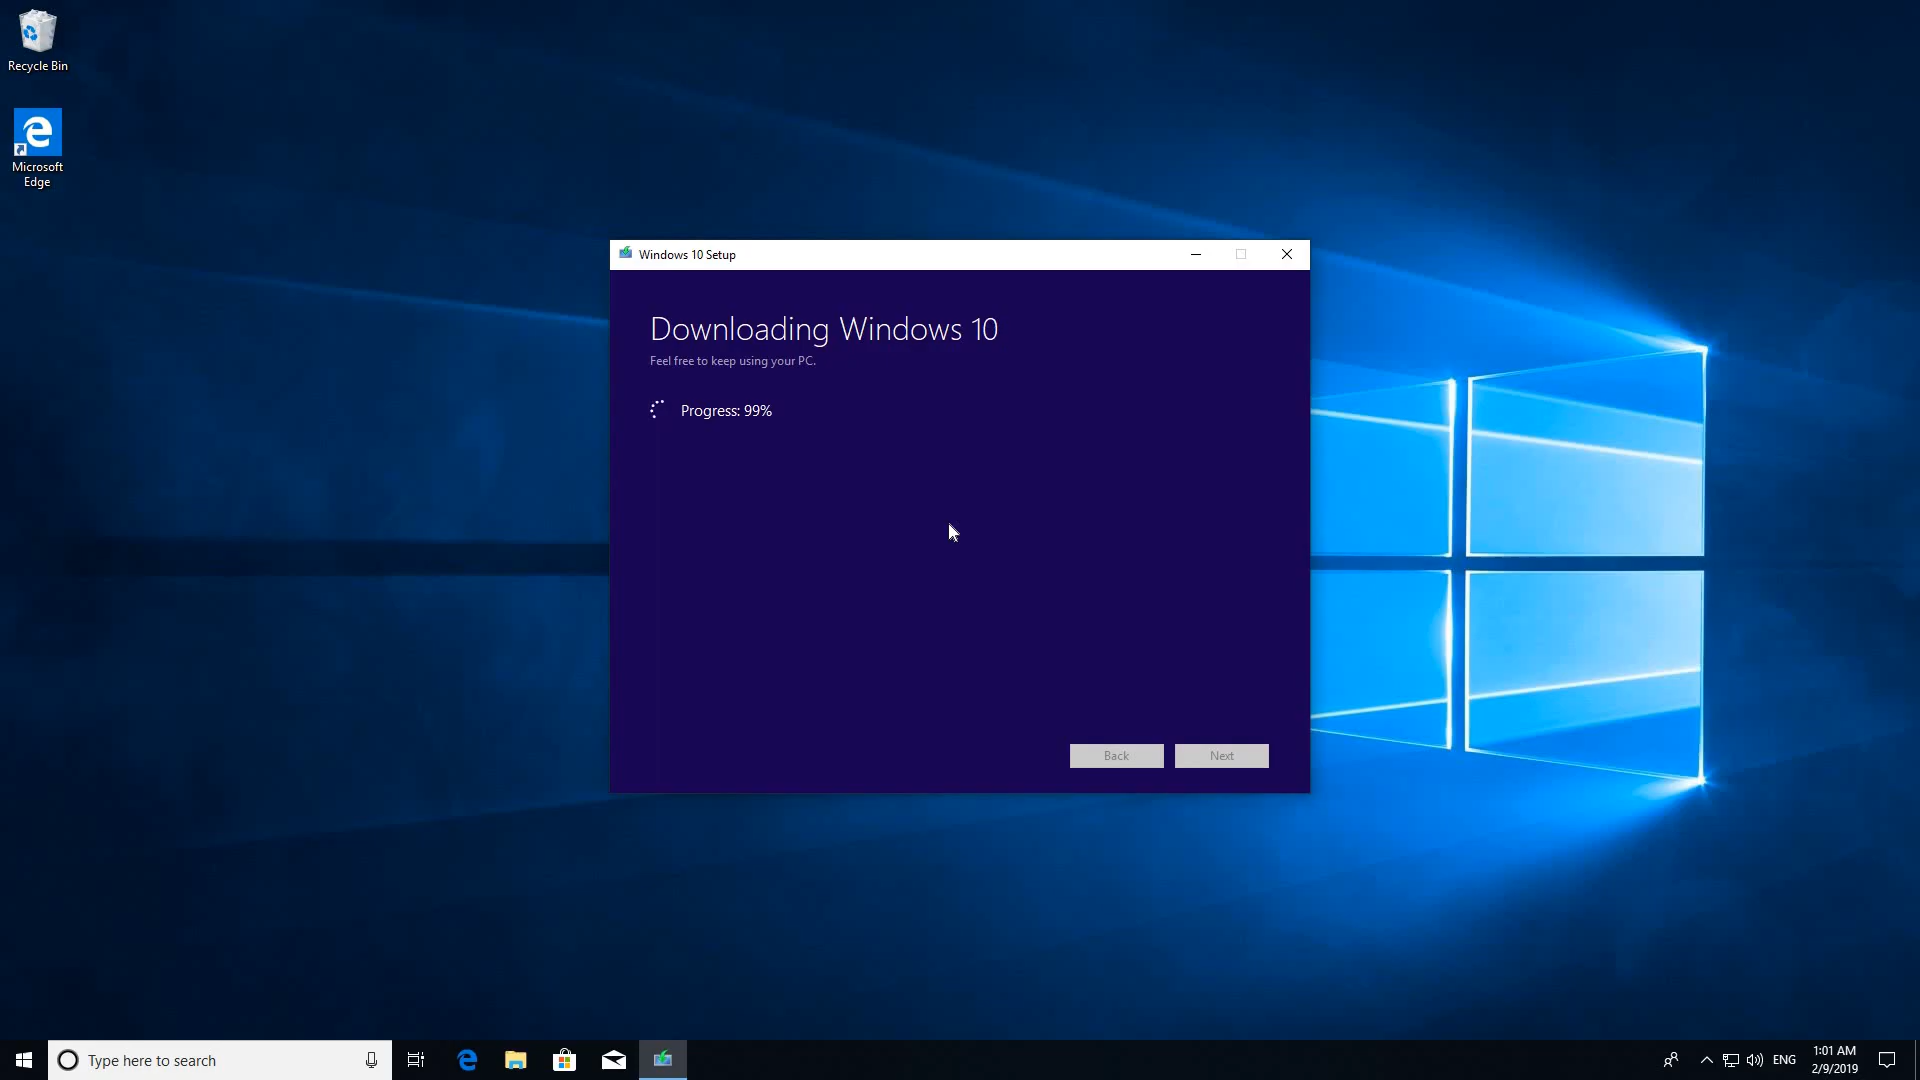 Recycle Bin
Microsoft
Edge
Windows 10 Setup
Downloading Windows 10
Feel free to keep using your PC.
Progress: 99%
Back
Next
Type here to search
ENG
1:01 AM
2/9/2019